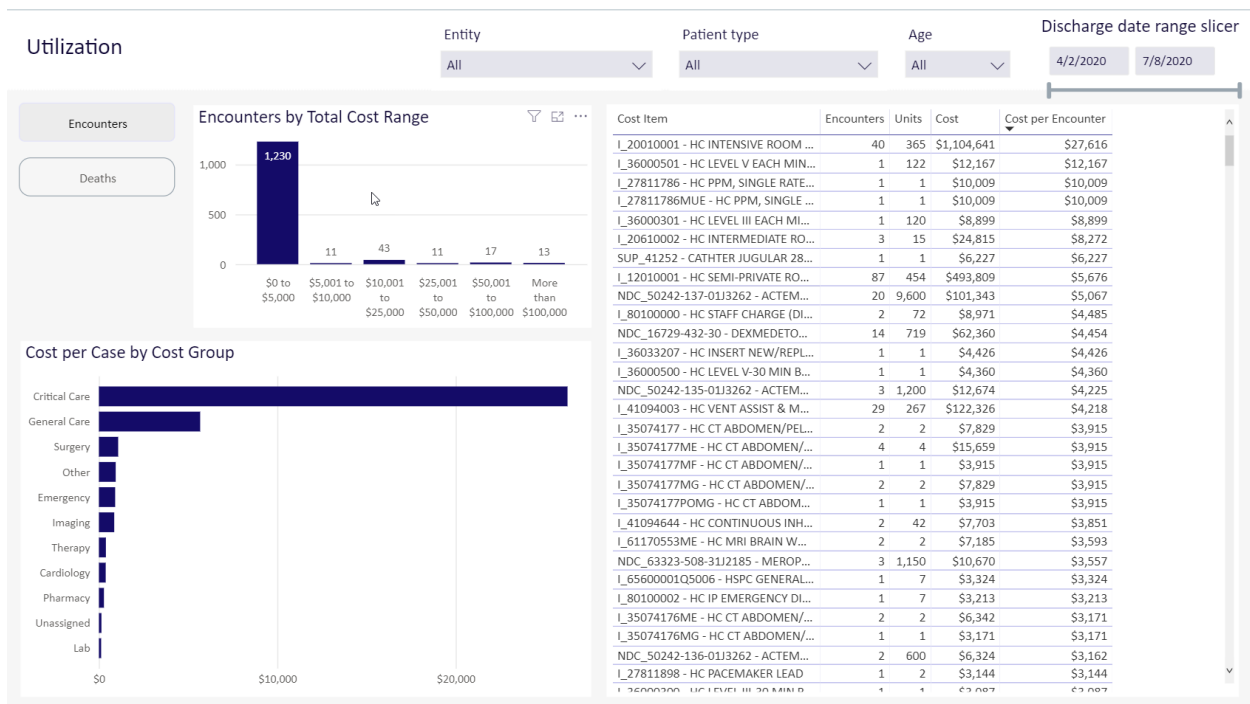 Utilization
Entity
All
Patient type
All
Age
All
Discharge date range slicer
4/2/2020 7/8/2020
Encounters
Deaths
Encounters by Total Cost Range
1,000
500
0
1,230
11
43
11
17
13
$0 to $5,000
$5,001 to $10,000
$10,001 to $25,000
$25,001 to $50,000
$50,001 to $100,000
More than $100,000
Cost per Case by Cost Group
Critical Care
General Care
Surgery
Other
Emergency
Imaging
Therapy
Cardiology
Pharmacy
Unassigned
Lab
$0 $10,000 $20,000
Cost Item Encounters Units Cost Cost per Encounter
I_20010001 - HC INTENSIVE ROOM ... 40 365 $1,104,641 $27,616
I_36000501 - HC LEVEL V EACH MIN... 1 122 $12,167 $12,167
I_27811786 - HC PPM, SINGLE RATE... 1 1 $10,009 $10,009
I_27811786MUE - HC PPM, SINGLE ... 1 1 $10,009 $10,009
I_36000301 - HC LEVEL III EACH MI... 1 120 $8,899 $8,899
I_20610002 - HC INTERMEDIATE RO... 3 15 $24,815 $8,272
SUP_41252 - CATHTER JUGULAR 28... 1 1 $6,227 $6,227
I_12010001 - HC SEMI-PRIVATE RO... 87 454 $493,809 $5,676
NDC_50242-137-01J3262 - ACTEM... 20 9,600 $101,343 $5,067
I_80100000 - HC STAFF CHARGE (DI... 2 72 $8,971 $4,485
NDC_16729-432-30 - DEXMEDETO... 14 719 $62,360 $4,454
I_36033207 - HC INSERT NEW/REPL... 1 1 $4,426 $4,426
I_36000500 - HC LEVEL V-30 MIN B... 1 1 $4,360 $4,360
NDC_50242-135-01J3262 - ACTEM... 3 1,200 $12,674 $4,225
I_41094003 - HC VENT ASSIST & M... 29 267 $122,326 $4,218
I_35074177 - HC CT ABDOMEN/PEL... 2 2 $7,829 $3,915
I_35074177ME - HC CT ABDOMEN/... 4 4 $15,659 $3,915
I_35074177MF - HC CT ABDOMEN/... 1 1 $3,915 $3,915
I_35074177MG - HC CT ABDOMEN/... 2 2 $7,829 $3,915
I_35074177POMG - HC CT ABDOM... 1 1 $3,915 $3,915
I_41094644 - HC CONTINUOUS INH... 2 42 $7,703 $3,851
I_61170553ME - HC MRI BRAIN W... 2 2 $7,185 $3,593
NDC_63323-508-31J2185 - MEROP... 3 1,150 $10,670 $3,557
I_65600001Q5006 - HSPC GENERAL... 1 7 $3,324 $3,324
I_80100002 - HC IP EMERGENCY DI... 1 7 $3,213 $3,213
I_35074176ME - HC CT ABDOMEN/... 2 2 $6,342 $3,171
I_35074176MG - HC CT ABDOMEN/... 1 1 $3,171 $3,171
NDC_50242-136-01J3262 - ACTEM... 2 600 $6,324 $3,162
I_27811898 - HC PACEMAKER LEAD 1 2 $3,144 $3,144
I_36000300 - HC LEVEL III-30 MIN B... 1 1 $3,087 $3,087